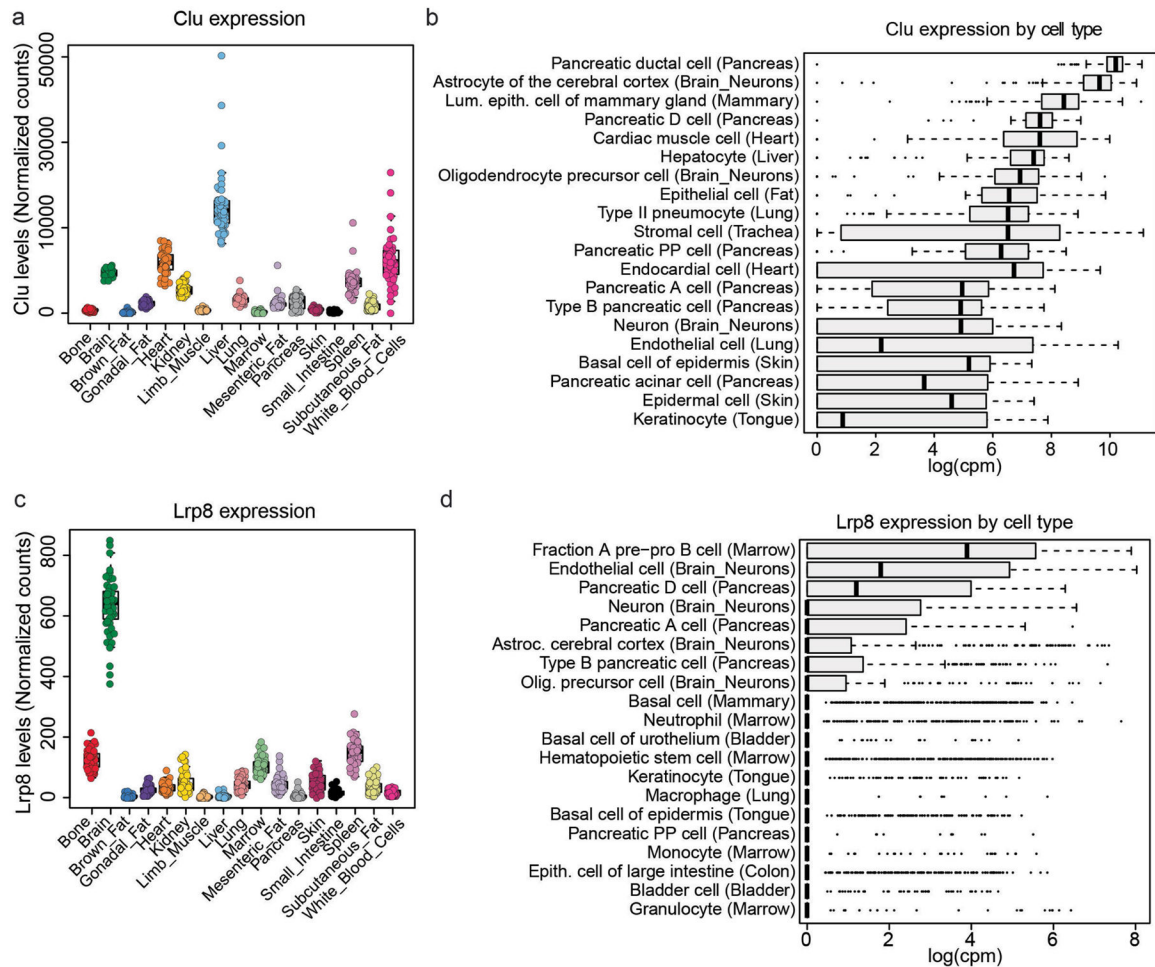 a
Clu expression
Clu levels (Normalized counts)
50000
30000
10000
0
Bone
Brain
Brown_Fat
Gonadal_Fat
Heart
Kidney
Limb_Muscle
Liver
Lung
Marrow
Mesenteric_Fat
Pancreas
Skin
Small_Intestine
Spleen
Subcutaneous_Fat
White_Blood_Cells
b
Clu expression by cell type
Pancreatic ductal cell (Pancreas)
Astrocyte of the cerebral cortex (Brain_Neurons)
Lum. epith. cell of mammary gland (Mammary)
Pancreatic D cell (Pancreas)
Cardiac muscle cell (Heart)
Hepatocyte (Liver)
Oligodendrocyte precursor cell (Brain_Neurons)
Epithelial cell (Fat)
Type II pneumocyte (Lung)
Stromal cell (Trachea)
Pancreatic PP cell (Pancreas)
Endocardial cell (Heart)
Pancreatic A cell (Pancreas)
Type B pancreatic cell (Pancreas)
Neuron (Brain_Neurons)
Endothelial cell (Lung)
Basal cell of epidermis (Skin)
Pancreatic acinar cell (Pancreas)
Epidermal cell (Skin)
Keratinocyte (Tongue)
0 2 4 6 8 10
log(cpm)
c
Lrp8 expression
Lrp8 levels (Normalized counts)
800
600
400
200
0
Bone
Brain
Brown_Fat
Gonadal_Fat
Heart
Kidney
Limb_Muscle
Liver
Lung
Marrow
Mesenteric_Fat
Pancreas
Skin
Small_Intestine
Spleen
Subcutaneous_Fat
White_Blood_Cells
d
Lrp8 expression by cell type
Fraction A pre−pro B cell (Marrow)
Endothelial cell (Brain_Neurons)
Pancreatic D cell (Pancreas)
Neuron (Brain_Neurons)
Pancreatic A cell (Pancreas)
Astroc. cerebral cortex (Brain_Neurons)
Type B pancreatic cell (Pancreas)
Olig. precursor cell (Brain_Neurons)
Basal cell (Mammary)
Neutrophil (Marrow)
Basal cell of urothelium (Bladder)
Hematopoietic stem cell (Marrow)
Keratinocyte (Tongue)
Macrophage (Lung)
Basal cell of epidermis (Tongue)
Pancreatic PP cell (Pancreas)
Monocyte (Marrow)
Epith. cell of large intestine (Colon)
Bladder cell (Bladder)
Granulocyte (Marrow)
0 2 4 6 8
log(cpm)